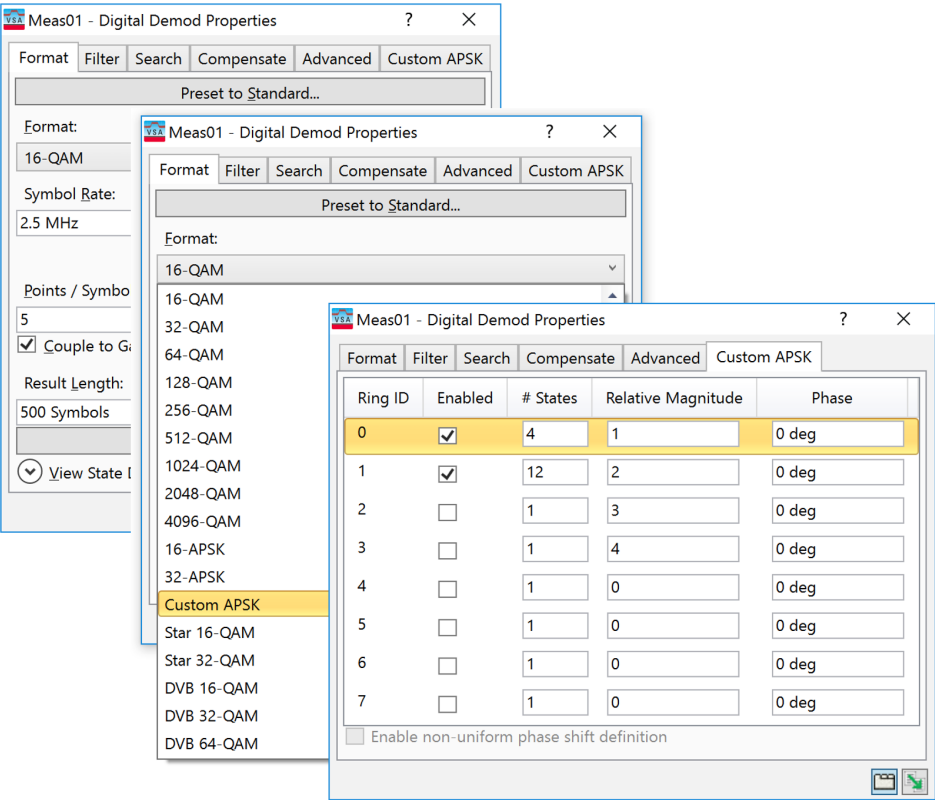 VSA Meas01 - Digital Demod Properties ? ×
Format Filter Search Compensate Advanced Custom APSK
Preset to Standard...
Format:
16-QAM
Symbol Rate:
2.5 MHz
Points / Symbo
5
Couple to Ga
Result Length:
500 Symbols
View State D
VSA Meas01 - Digital Demod Properties ? ×
Format Filter Search Compensate Advanced Custom APSK
Preset to Standard...
Format:
16-QAM
16-QAM
32-QAM
64-QAM
128-QAM
256-QAM
512-QAM
1024-QAM
2048-QAM
4096-QAM
16-APSK
32-APSK
Custom APSK
Star 16-QAM
Star 32-QAM
DVB 16-QAM
DVB 32-QAM
DVB 64-QAM
VSA Meas01 - Digital Demod Properties ? ×
Format Filter Search Compensate Advanced Custom APSK
Ring ID Enabled # States Relative Magnitude Phase
0 4 1 0 deg
1 12 2 0 deg
2 1 3 0 deg
3 1 4 0 deg
4 1 0 0 deg
5 1 0 0 deg
6 1 0 0 deg
7 1 0 0 deg
Enable non-uniform phase shift definition